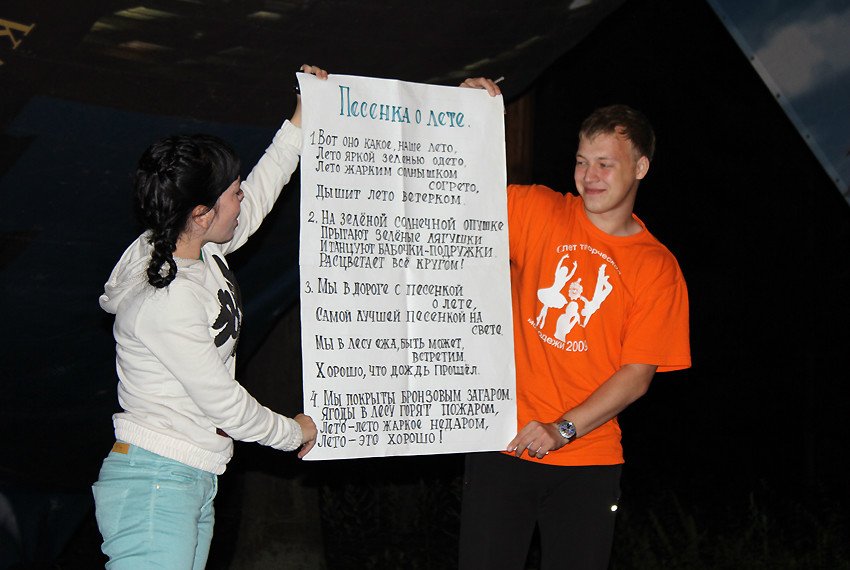 Песенка о лете.
1. Вот оно какое, наше лето,
Лето яркой зеленью одето,
Лето жарким солнышком
согрето,
Дышит лето ветерком.
2. На зелёной солнечной опушке
Прыгают зелёные лягушки
И танцуют бабочки-подружки.
Расцветает всё кругом!
3. Мы в дороге с песенкой
о лете,
Самой лучшей песенкой на
свете.
Мы в лесу ежа, быть может,
встретим.
Хорошо, что дождь прошёл.
4. Мы покрыты бронзовым загаром.
Ягоды в лесу горят пожаром,
Лето-лето жаркое недаром,
Лето-это хорошо!
Слет творческой
молодежи 2009